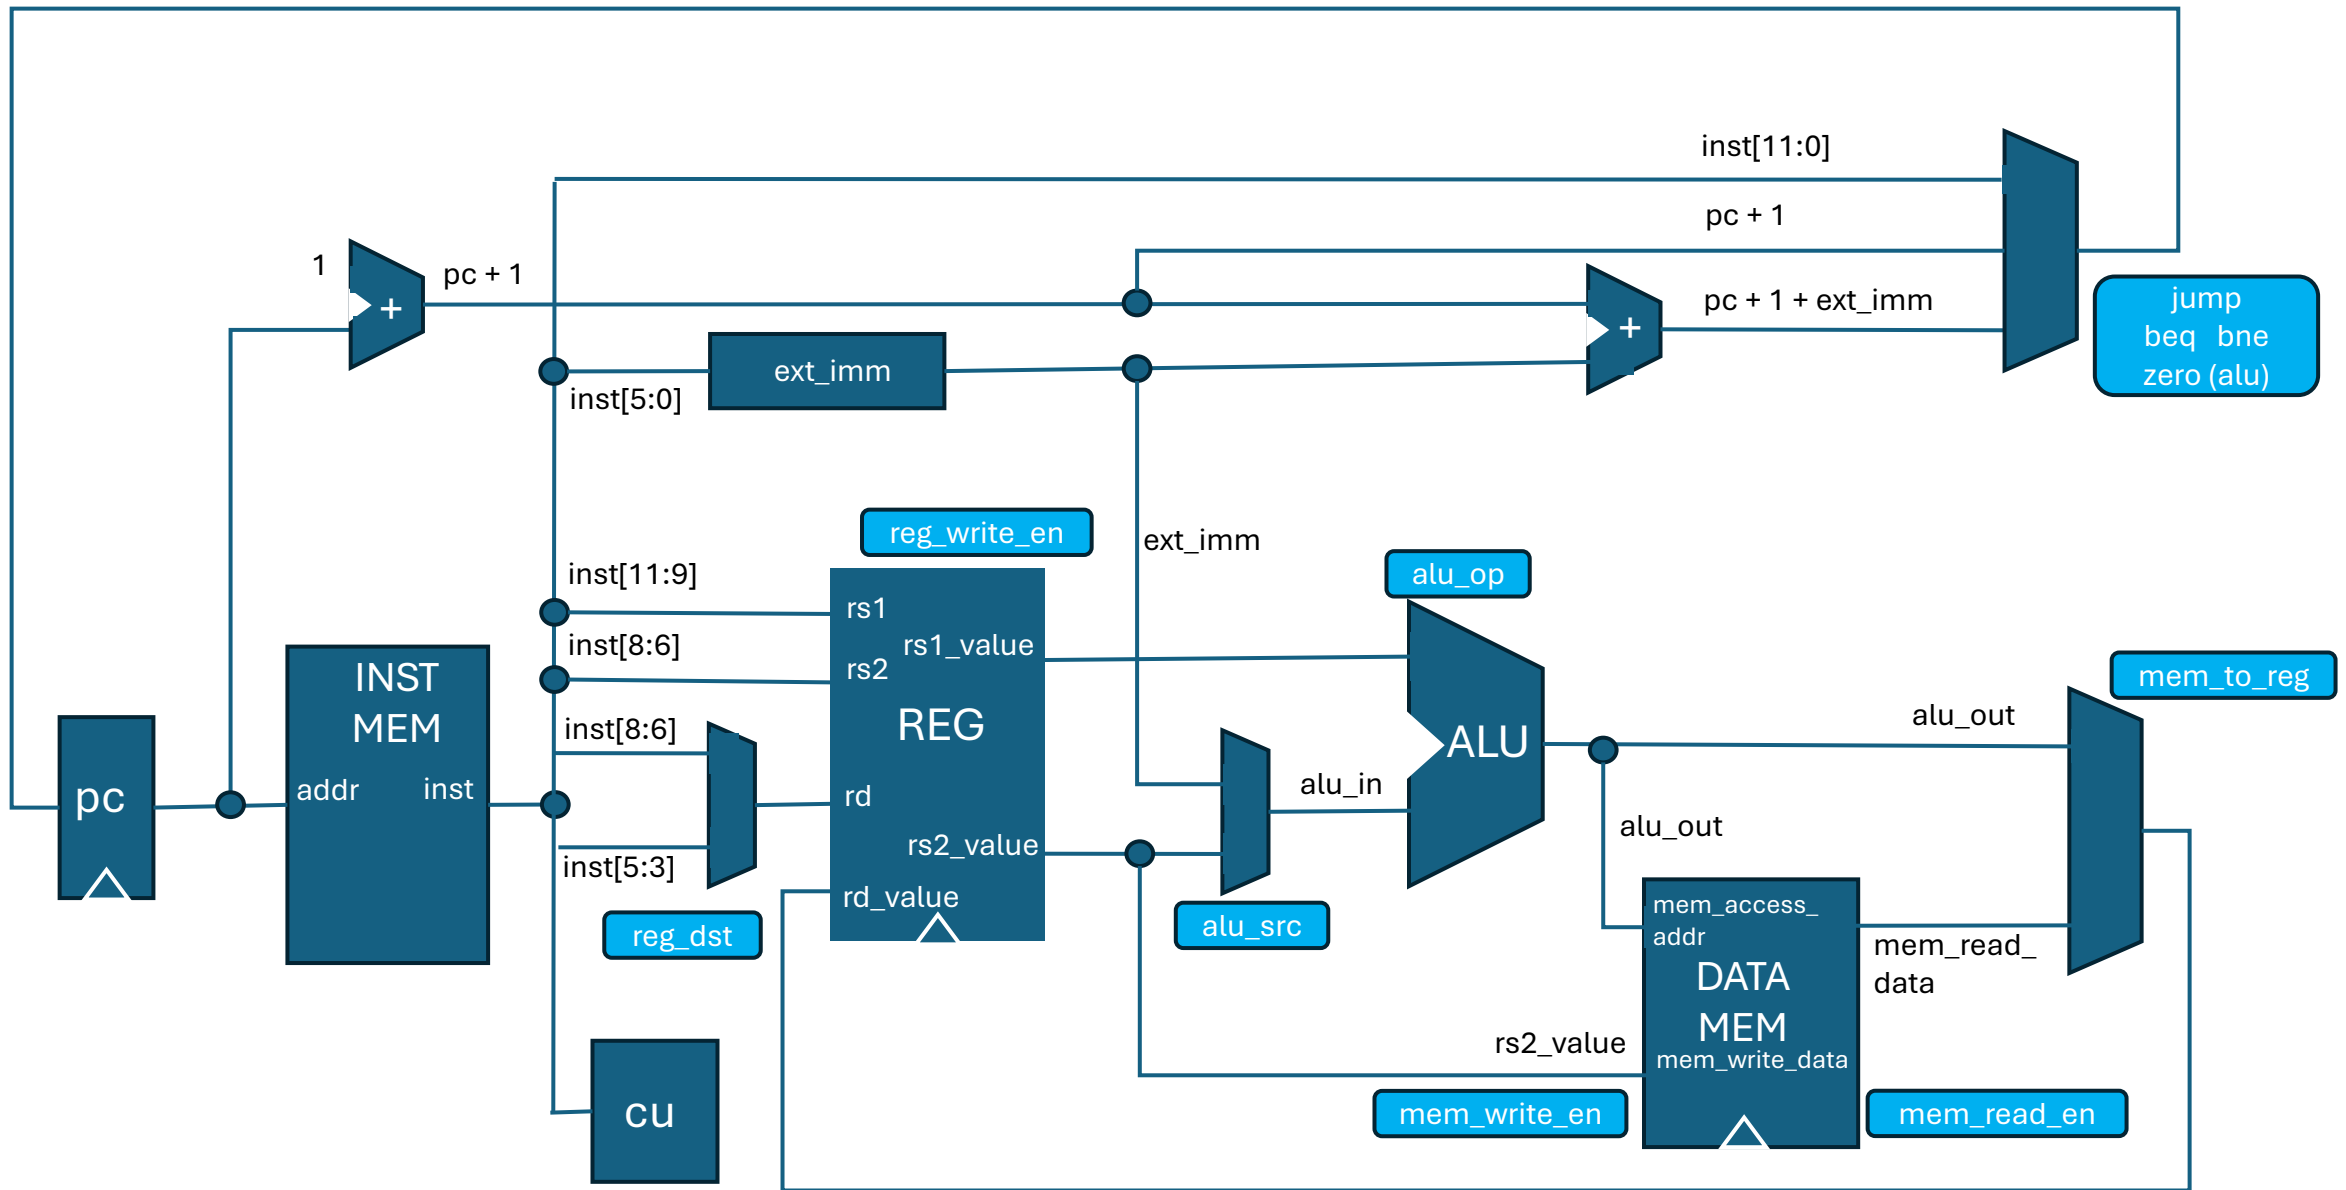 inst[11:0]
pc + 1
1
pc + 1
+
+
pc + 1 + ext_imm
jump
beq bne
zero (alu)
ext_imm
inst[5:0]
reg_write_en
ext_imm
alu_op
inst[11:9]
rs1
inst[8:6]
rs1_value
rs2
INST
MEM
REG
mem_to_reg
inst[8:6]
alu_out
ALU
pc
addr
inst
rd
alu_in
alu_out
rs2_value
inst[5:3]
rd_value
reg_dst
alu_src
mem_access_
addr
DATA
MEM
mem_write_data
mem_read_
data
rs2_value
cu
mem_write_en
mem_read_en